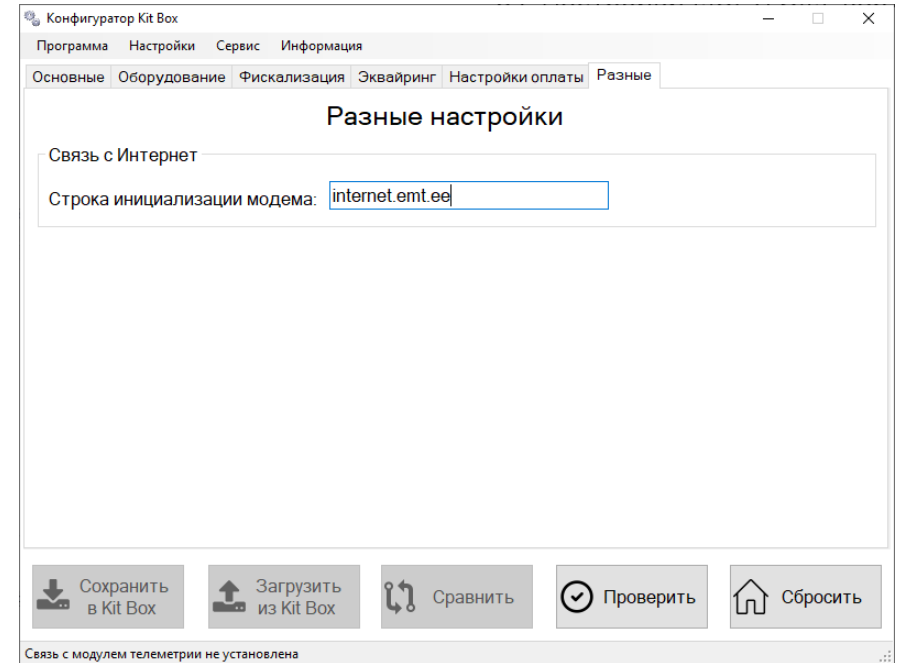 Конфигуратор Kit Box
Программа Настройки Сервис Информация
Основные Оборудование Фискализация Эквайринг Настройки оплаты Разные
Разные настройки
Связь с Интернет
Строка инициализации модема: internet.emt.ee
Сохранить в Kit Box
Загрузить из Kit Box
Сравнить
Проверить
Сбросить
Связь с модулем телеметрии не установлена